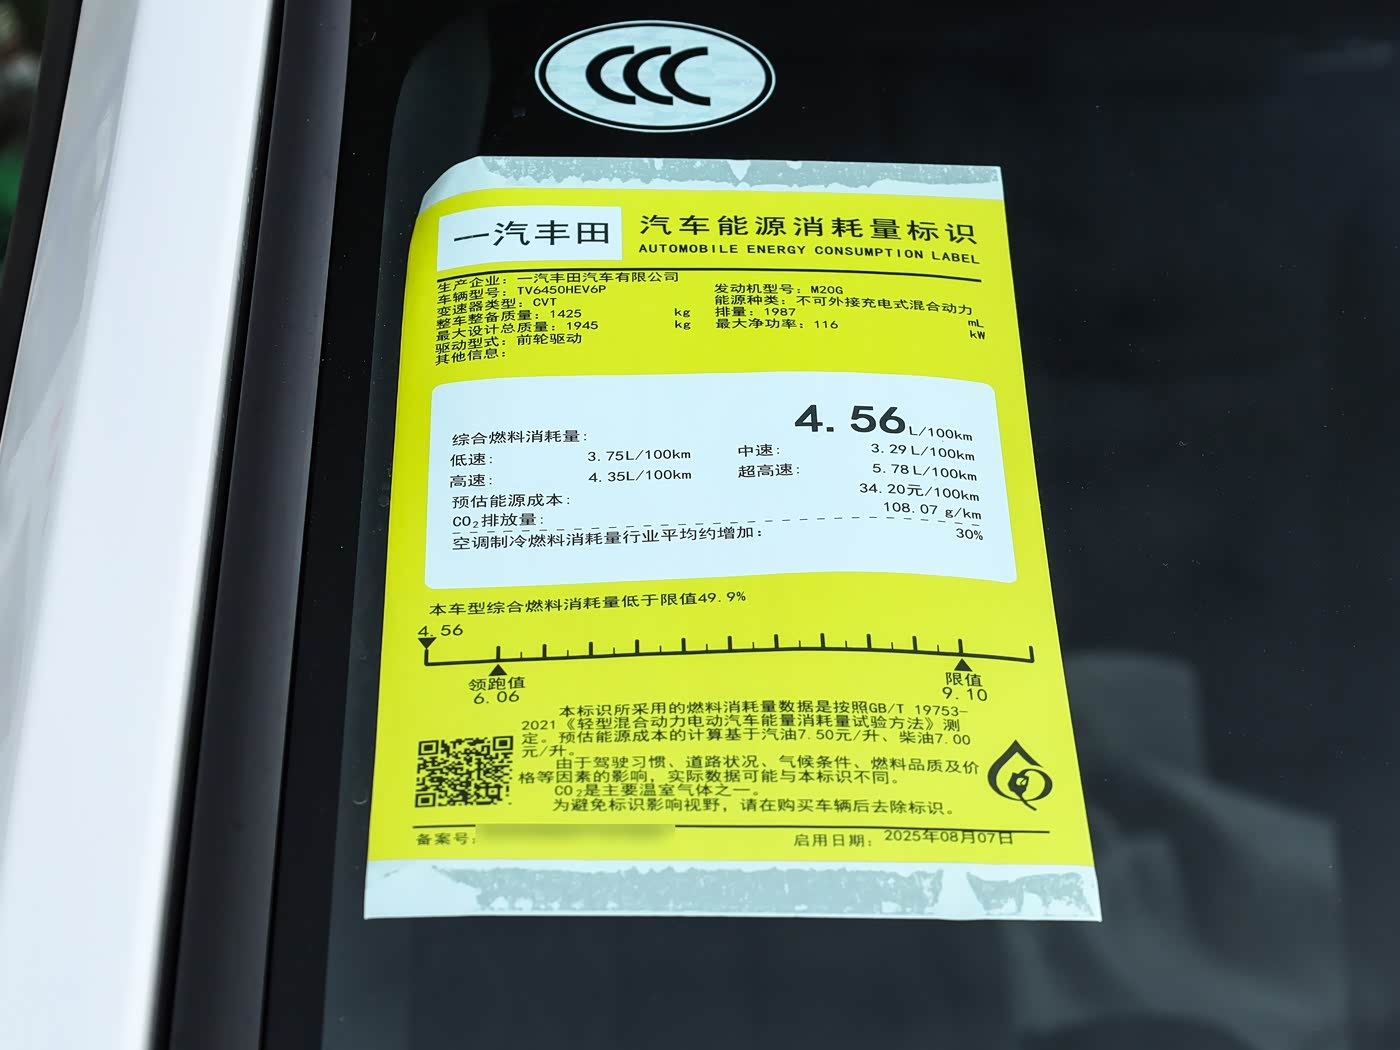 CCC
一汽丰田
汽车能源消耗量标识
AUTOMOBILE ENERGY CONSUMPTION LABEL
生产企业：一汽丰田汽车有限公司
车辆型号：TV6450HEV6P
发动机型号：M20G
变速器类型：CVT
能源种类：不可外接充电式混合动力
整车整备质量：1425 kg
排量：1987 mL
最大设计总质量：1945 kg
最大净功率：116 kW
驱动型式：前轮驱动
其他信息：
综合燃料消耗量： 4.56L/100km
低速： 3.75L/100km 中速： 3.29L/100km
高速： 4.35L/100km 超高速： 5.78L/100km
预估能源成本： 34.20元/100km
CO₂排放量： 108.07 g/km
空调制冷燃料消耗量行业平均约增加： 30%
本车型综合燃料消耗量低于限值49.9%
4.56
领跑值
6.06
限值
9.10
本标识所采用的燃料消耗量数据是按照GB/T 19753-
2021《轻型混合动力电动汽车能量消耗量试验方法》测
定。预估能源成本的计算基于汽油7.50元/升、柴油7.00
元/升。
由于驾驶习惯、道路状况、气候条件、燃料品质及价
格等因素的影响，实际数据可能与本标识不同。
CO₂是主要温室气体之一。
为避免标识影响视野，请在购买车辆后去除标识。
备案号：
启用日期：2025年08月07日